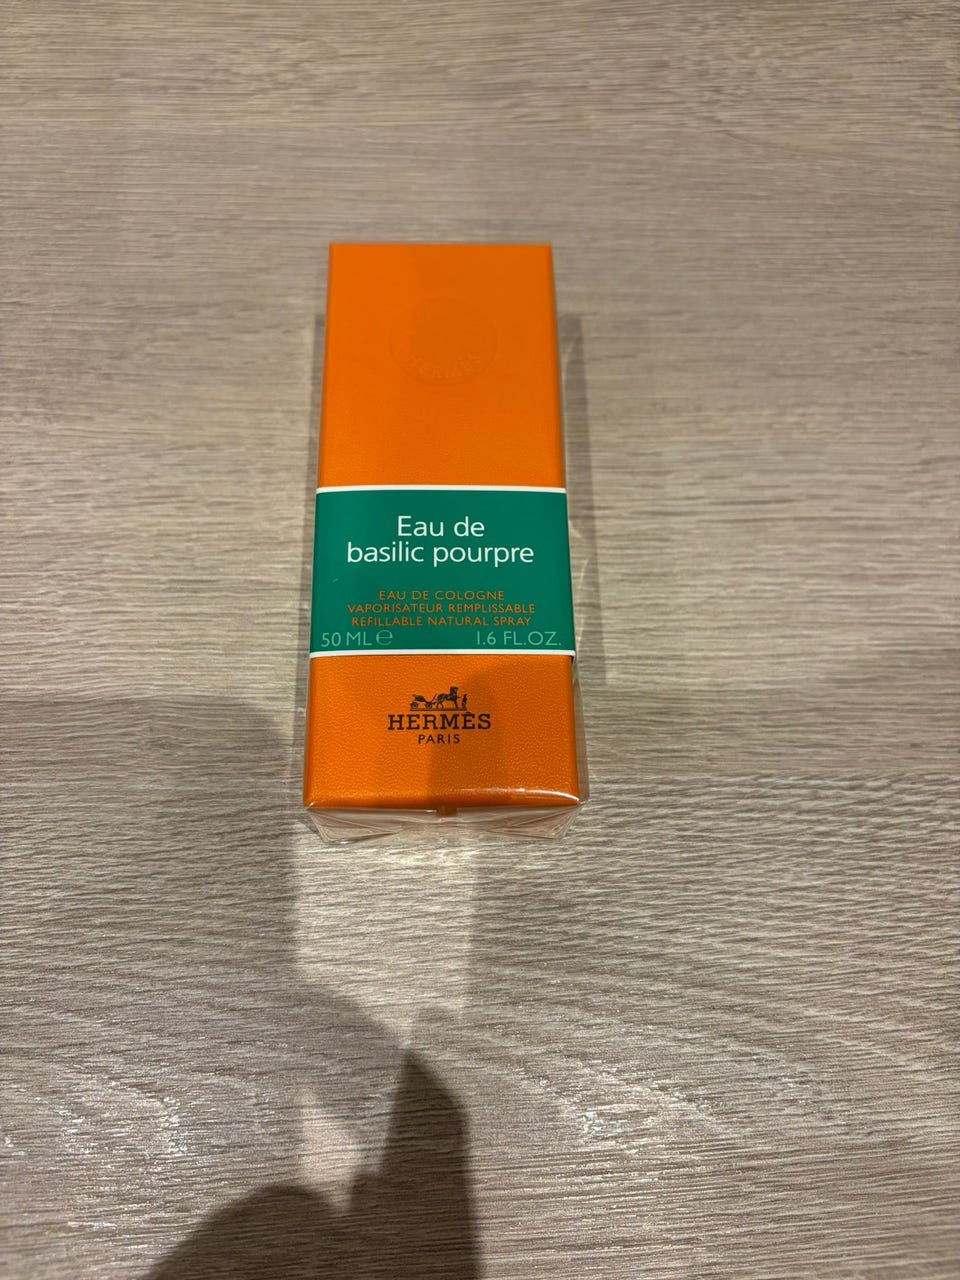 HERMÈS
Eau de
basilic pourpre
EAU DE COLOGNE
VAPORISATEUR REMPLISSABLE
REFILLABLE NATURAL SPRAY
50 ML ℮ 1.6 FL.OZ.
HERMÈS
PARIS